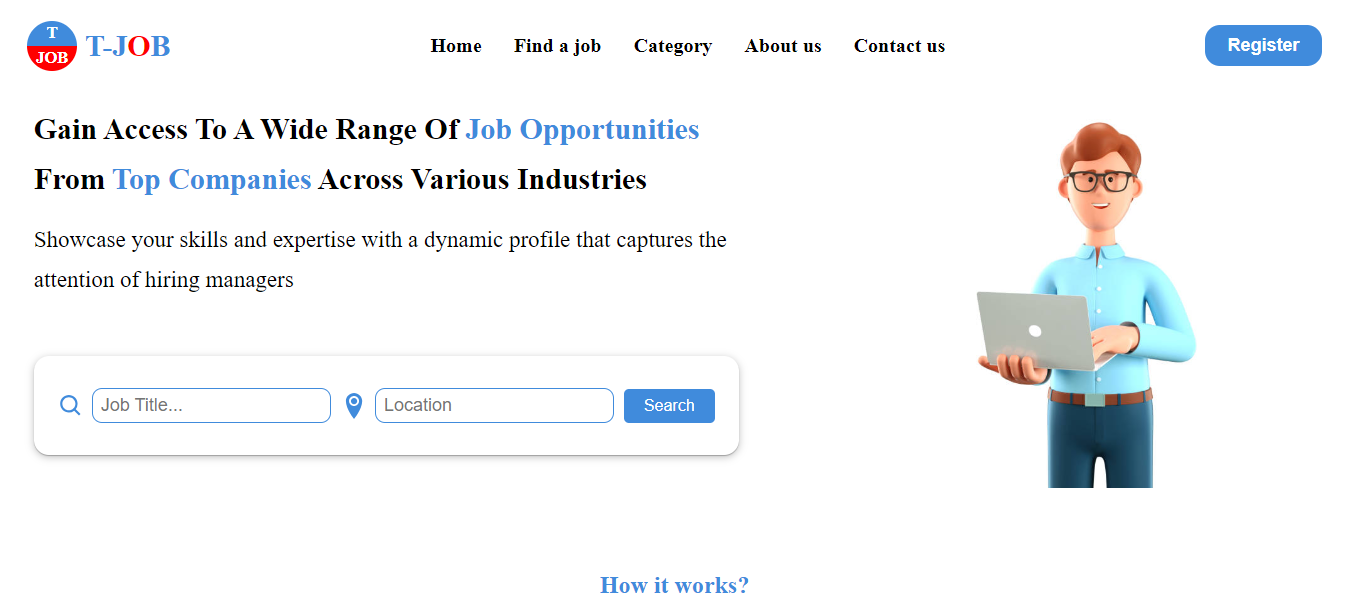 T
JOB
T-JOB
Home Find a job Category About us Contact us
Register
Gain Access To A Wide Range Of Job Opportunities
From Top Companies Across Various Industries
Showcase your skills and expertise with a dynamic profile that captures the
attention of hiring managers
Job Title... Location Search
How it works?